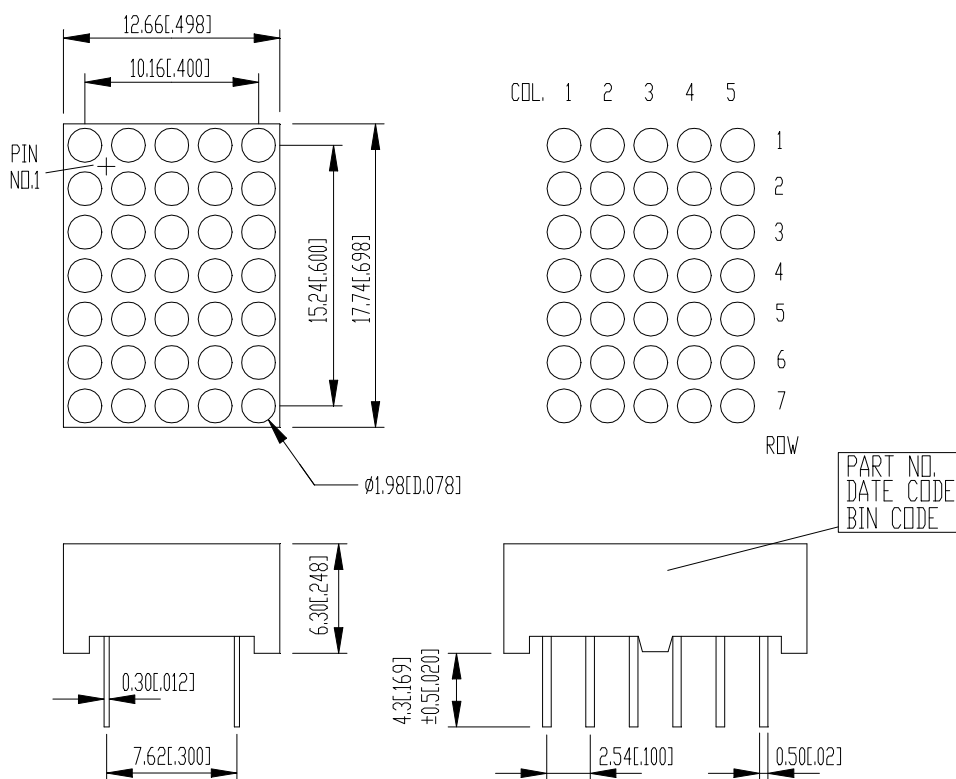 12.66[.498]
10.16[.400]
PIN
NO.1
15.24[.600]
17.74[.698]
ø1.98[D.078]
COL. 1 2 3 4 5
1
2
3
4
5
6
7
ROW
PART NO.
DATE CODE
BIN CODE
6.30[.248]
0.30[.012]
7.62[.300]
4.3[.169]
±0.5[.020]
2.54[.100]
0.50[.02]